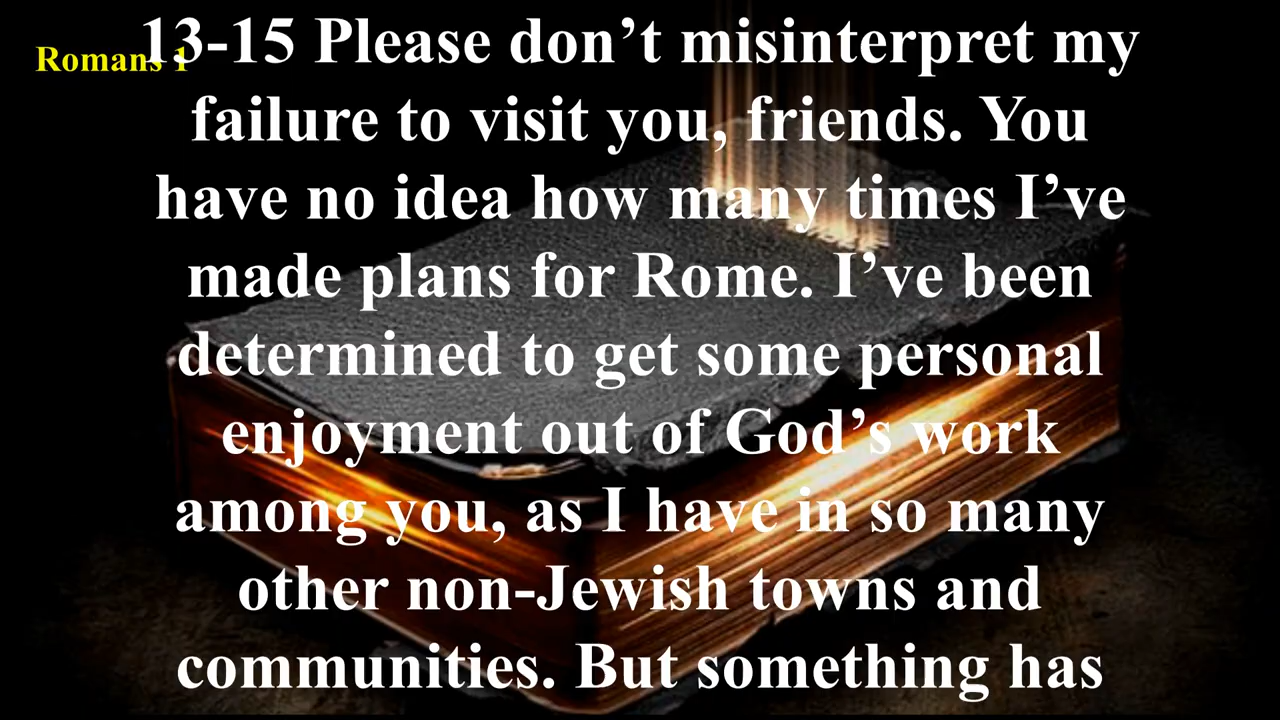 Romans 1
13-15 Please don’t misinterpret my
failure to visit you, friends. You
have no idea how many times I’ve
made plans for Rome. I’ve been
determined to get some personal
enjoyment out of God’s work
among you, as I have in so many
other non-Jewish towns and
communities. But something has